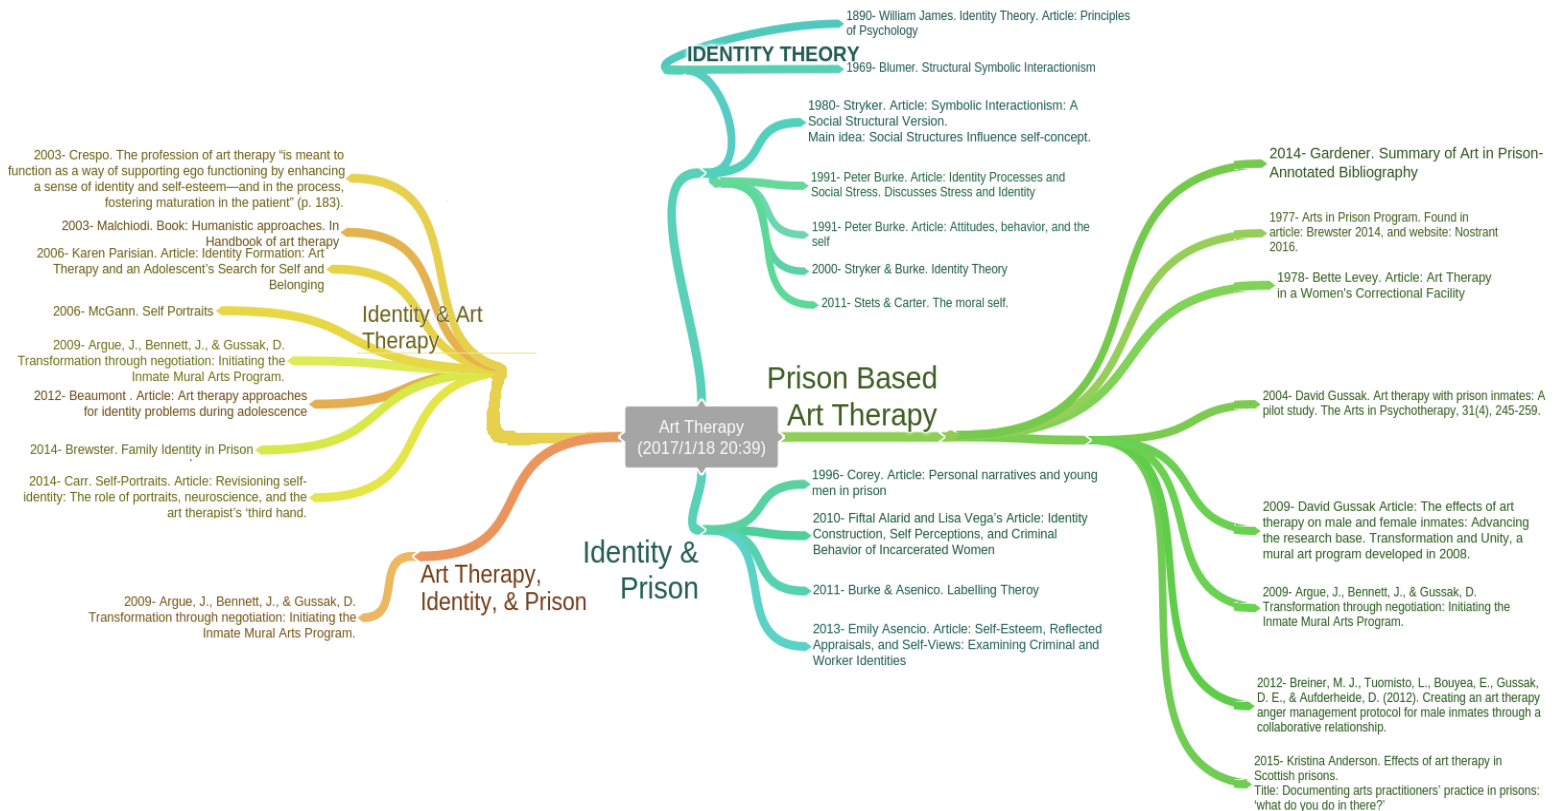 1890- William James. Identity Theory. Article: Principles
of Psychology
IDENTITY THEORY
1969- Blumer. Structural Symbolic Interactionism
1980- Stryker. Article: Symbolic Interactionism: A
Social Structural Version.
Main idea: Social Structures Influence self-concept.
1991- Peter Burke. Article: Identity Processes and
Social Stress. Discusses Stress and Identity
1991- Peter Burke. Article: Attitudes, behavior, and the
self
2000- Stryker & Burke. Identity Theory
2011- Stets & Carter. The moral self.
2003- Crespo. The profession of art therapy “is meant to
function as a way of supporting ego functioning by enhancing
a sense of identity and self-esteem—and in the process,
fostering maturation in the patient” (p. 183).
2003- Malchiodi. Book: Humanistic approaches. In
Handbook of art therapy
2006- Karen Parisian. Article: Identity Formation: Art
Therapy and an Adolescent’s Search for Self and
Belonging
2006- McGann. Self Portraits
Identity & Art
Therapy
2009- Argue, J., Bennett, J., & Gussak, D.
Transformation through negotiation: Initiating the
Inmate Mural Arts Program.
2012- Beaumont . Article: Art therapy approaches
for identity problems during adolescence
2014- Brewster. Family Identity in Prison
2014- Carr. Self-Portraits. Article: Revisioning self-
identity: The role of portraits, neuroscience, and the
art therapist’s ‘third hand.
Art Therapy
(2017/1/18 20:39)
Art Therapy,
Identity, & Prison
2009- Argue, J., Bennett, J., & Gussak, D.
Transformation through negotiation: Initiating the
Inmate Mural Arts Program.
Identity &
Prison
1996- Corey. Article: Personal narratives and young
men in prison
2010- Fiftal Alarid and Lisa Vega’s Article: Identity
Construction, Self Perceptions, and Criminal
Behavior of Incarcerated Women
2011- Burke & Asenico. Labelling Theroy
2013- Emily Asencio. Article: Self-Esteem, Reflected
Appraisals, and Self-Views: Examining Criminal and
Worker Identities
Prison Based
Art Therapy
2014- Gardener. Summary of Art in Prison-
Annotated Bibliography
1977- Arts in Prison Program. Found in
article: Brewster 2014, and website: Nostrant
2016.
1978- Bette Levey. Article: Art Therapy
in a Women's Correctional Facility
2004- David Gussak. Art therapy with prison inmates: A
pilot study. The Arts in Psychotherapy, 31(4), 245-259.
2009- David Gussak Article: The effects of art
therapy on male and female inmates: Advancing
the research base. Transformation and Unity, a
mural art program developed in 2008.
2009- Argue, J., Bennett, J., & Gussak, D.
Transformation through negotiation: Initiating the
Inmate Mural Arts Program.
2012- Breiner, M. J., Tuomisto, L., Bouyea, E., Gussak,
D. E., & Aufderheide, D. (2012). Creating an art therapy
anger management protocol for male inmates through a
collaborative relationship.
2015- Kristina Anderson. Effects of art therapy in
Scottish prisons.
Title: Documenting arts practitioners’ practice in prisons:
‘what do you do in there?’